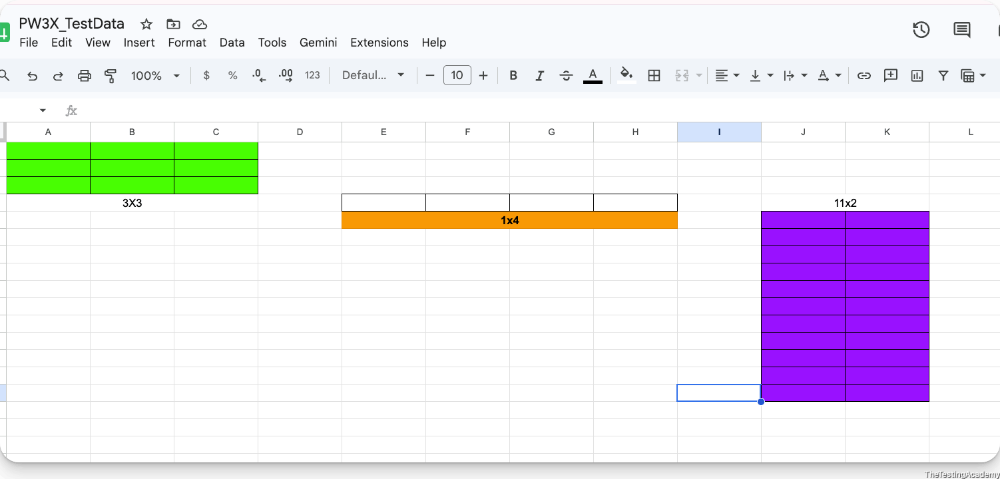 PW3X_TestData
File Edit View Insert Format Data Tools Gemini Extensions Help
100% $ % .0 .00 123 Defaul... 10 B I A A
fx
A B C D E F G H I J K L
3X3 11x2
1x4
TheTestingAcademy